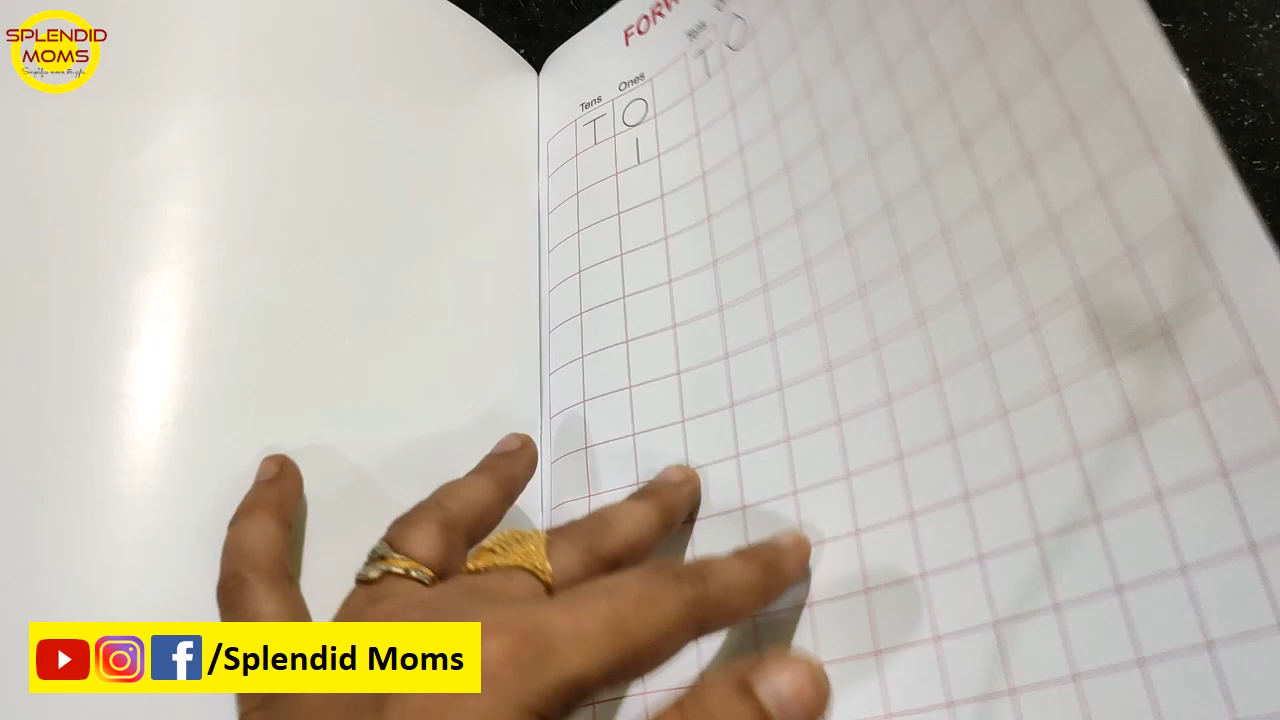 SPLENDID
MOMS
FORW
Tens Ones
T O
T O
1
/Splendid Moms